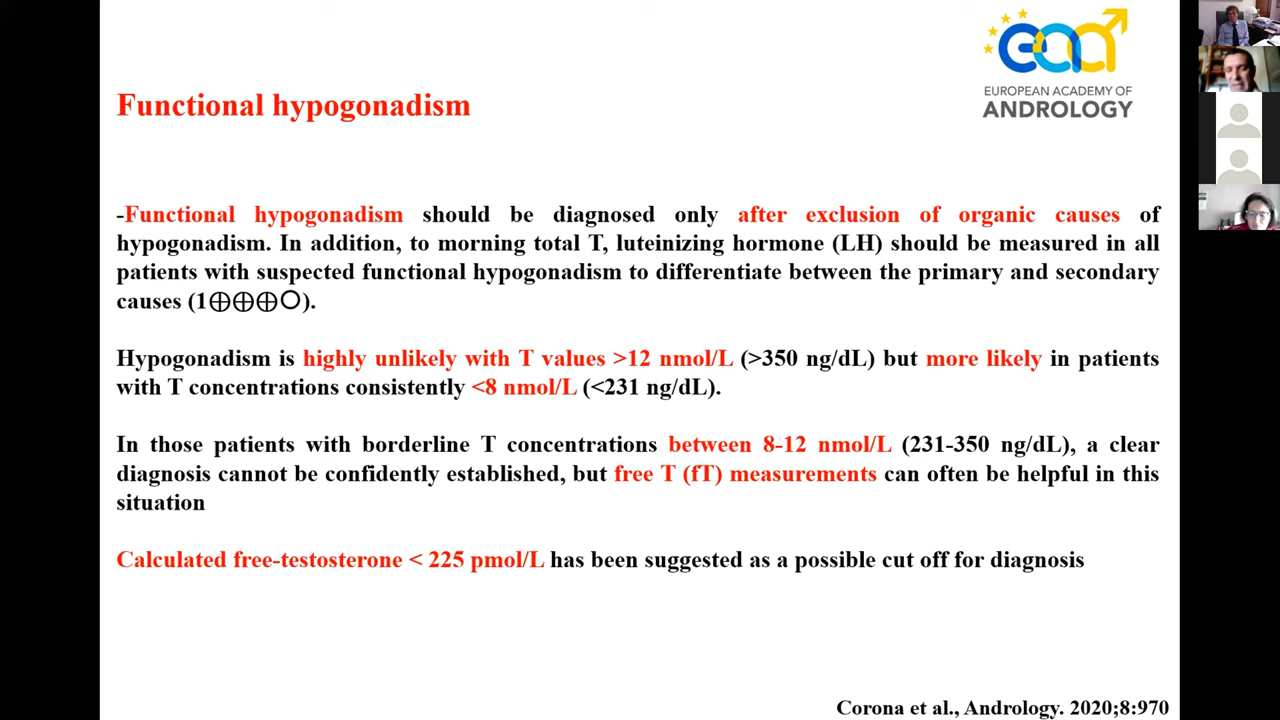 eaa
EUROPEAN ACADEMY OF
ANDROLOGY
Functional hypogonadism
-Functional hypogonadism should be diagnosed only after exclusion of organic causes of
hypogonadism. In addition, to morning total T, luteinizing hormone (LH) should be measured in all
patients with suspected functional hypogonadism to differentiate between the primary and secondary
causes (1⊕⊕⊕○).
Hypogonadism is highly unlikely with T values >12 nmol/L (>350 ng/dL) but more likely in patients
with T concentrations consistently <8 nmol/L (<231 ng/dL).
In those patients with borderline T concentrations between 8-12 nmol/L (231-350 ng/dL), a clear
diagnosis cannot be confidently established, but free T (fT) measurements can often be helpful in this
situation
Calculated free-testosterone < 225 pmol/L has been suggested as a possible cut off for diagnosis
Corona et al., Andrology. 2020;8:970